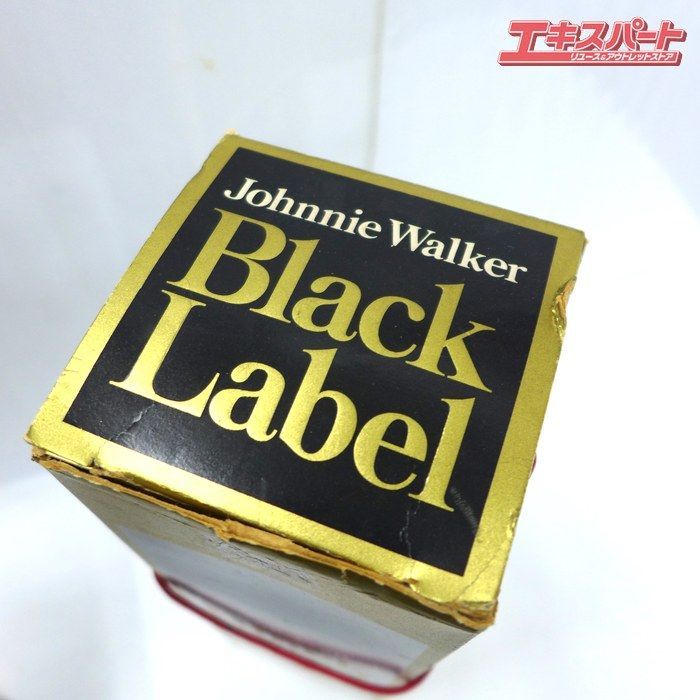 エキスパート
リユース&アウトレットストア
Johnnie Walker
Black
Label